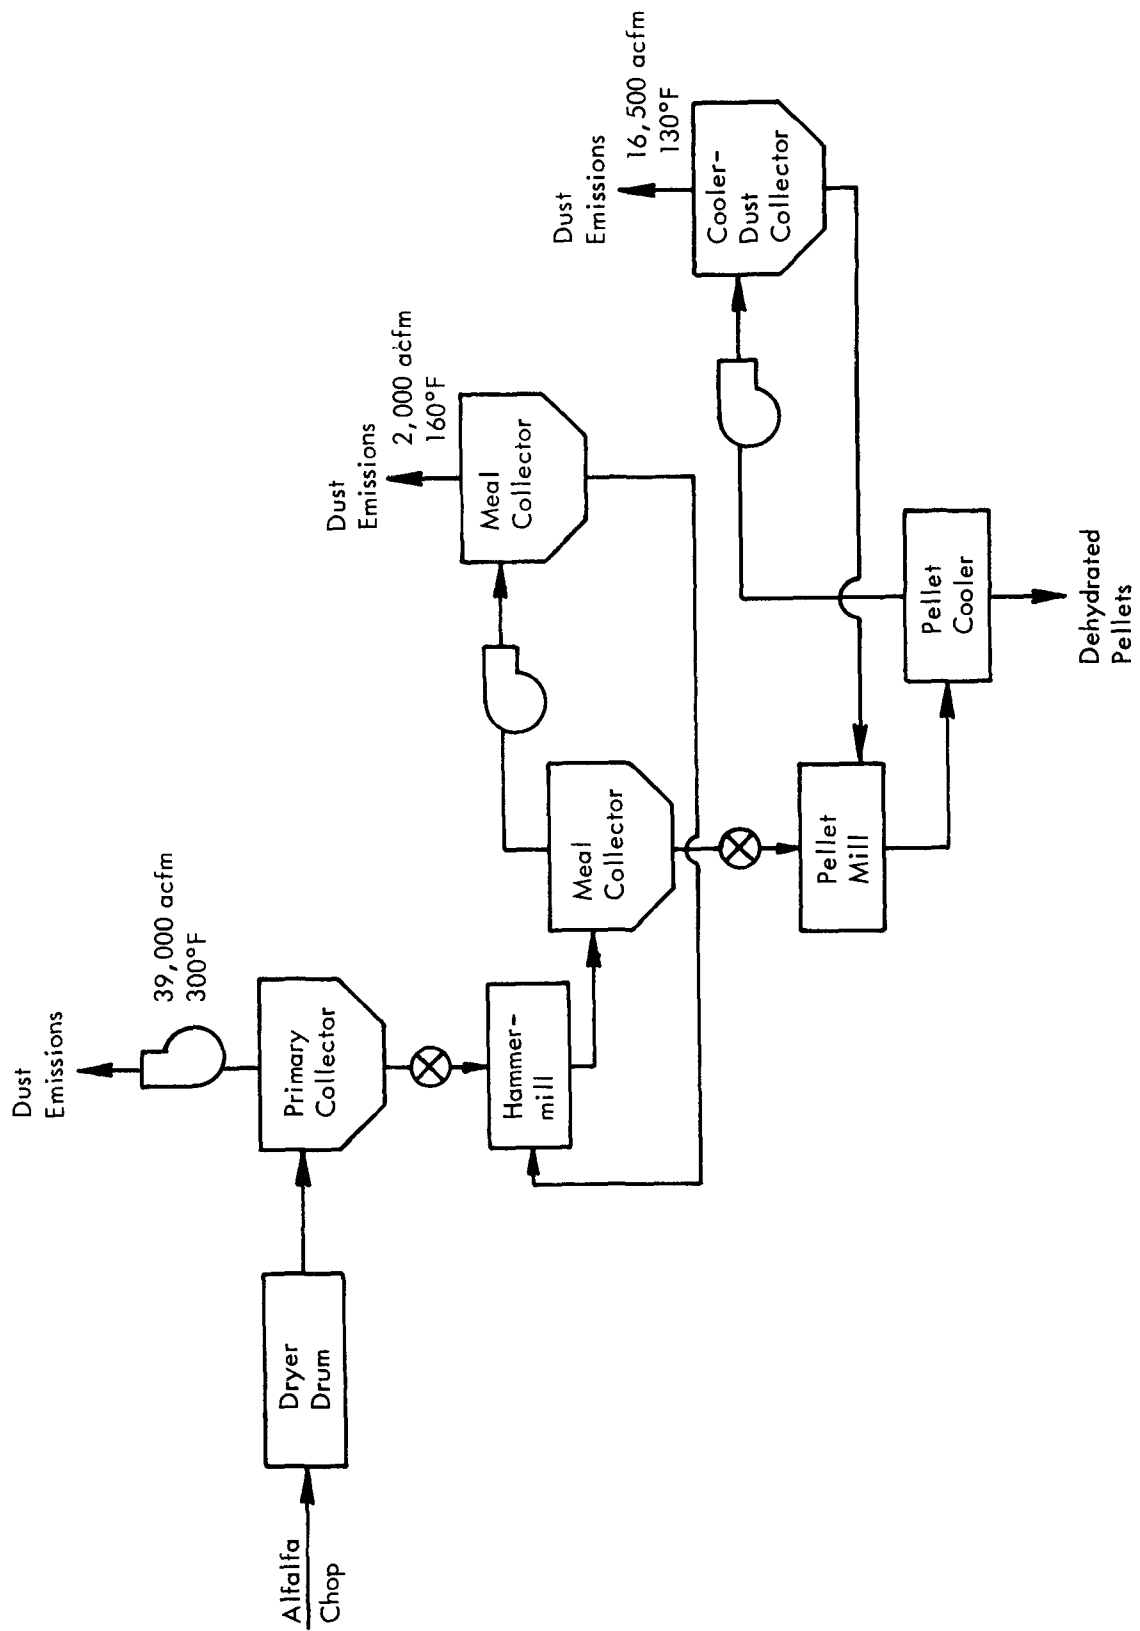 Alfalfa
Chop
Dryer
Drum
Dust
Emissions
39,000 acfm
300°F
Primary
Collector
Hammer-
mill
Meal
Collector
Dust
Emissions
2,000 acfm
160°F
Meal
Collector
Pellet
Mill
Dust
Emissions
16,500 acfm
130°F
Cooler-
Dust
Collector
Pellet
Cooler
Dehydrated
Pellets